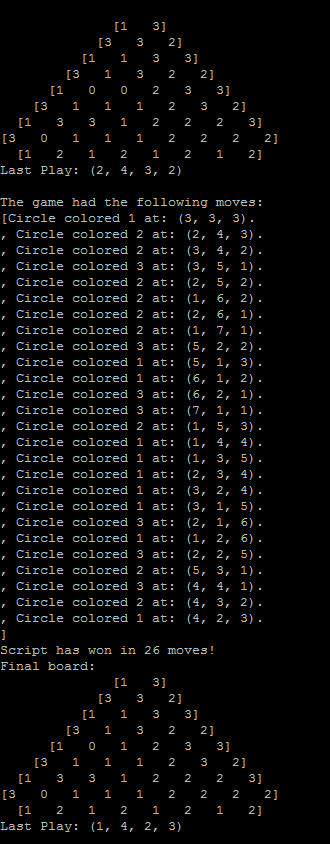 [1 3]
[3 3 2]
[1 1 3 3]
[3 1 3 2 2]
[1 0 0 2 3 3]
[3 1 1 1 2 3 2]
[1 3 3 1 2 2 2 3]
[3 0 1 1 1 2 2 2 2]
[1 2 1 2 1 2 1 2]
Last Play: (2, 4, 3, 2)
The game had the following moves:
[Circle colored 1 at: (3, 3, 3).
, Circle colored 2 at: (2, 4, 3).
, Circle colored 2 at: (3, 4, 2).
, Circle colored 3 at: (3, 5, 1).
, Circle colored 2 at: (2, 5, 2).
, Circle colored 2 at: (1, 6, 2).
, Circle colored 2 at: (2, 6, 1).
, Circle colored 2 at: (1, 7, 1).
, Circle colored 3 at: (5, 2, 2).
, Circle colored 1 at: (5, 1, 3).
, Circle colored 1 at: (6, 1, 2).
, Circle colored 3 at: (6, 2, 1).
, Circle colored 3 at: (7, 1, 1).
, Circle colored 2 at: (1, 5, 3).
, Circle colored 1 at: (1, 4, 4).
, Circle colored 1 at: (1, 3, 5).
, Circle colored 1 at: (2, 3, 4).
, Circle colored 1 at: (3, 2, 4).
, Circle colored 1 at: (3, 1, 5).
, Circle colored 3 at: (2, 1, 6).
, Circle colored 1 at: (1, 2, 6).
, Circle colored 3 at: (2, 2, 5).
, Circle colored 2 at: (5, 3, 1).
, Circle colored 3 at: (4, 4, 1).
, Circle colored 2 at: (4, 3, 2).
, Circle colored 1 at: (4, 2, 3).
]
Script has won in 26 moves!
Final board:
[1 3]
[3 3 2]
[1 1 3 3]
[3 1 3 2 2]
[1 0 1 2 3 3]
[3 1 1 1 2 3 2]
[1 3 3 1 2 2 2 3]
[3 0 1 1 1 2 2 2 2]
[1 2 1 2 1 2 1 2]
Last Play: (1, 4, 2, 3)